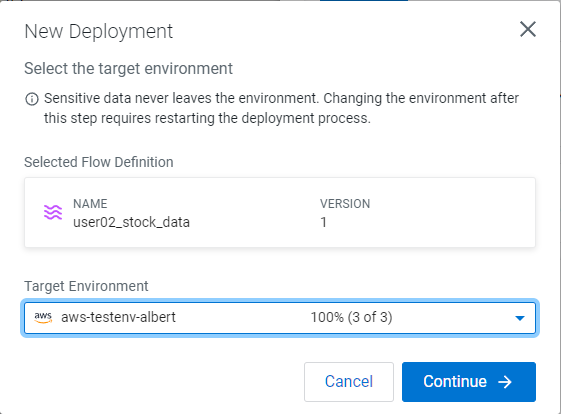 New Deployment
Select the target environment
Sensitive data never leaves the environment. Changing the environment after
this step requires restarting the deployment process.
Selected Flow Definition
NAME VERSION
user02_stock_data 1
Target Environment
aws aws-testenv-albert 100% (3 of 3)
Cancel Continue